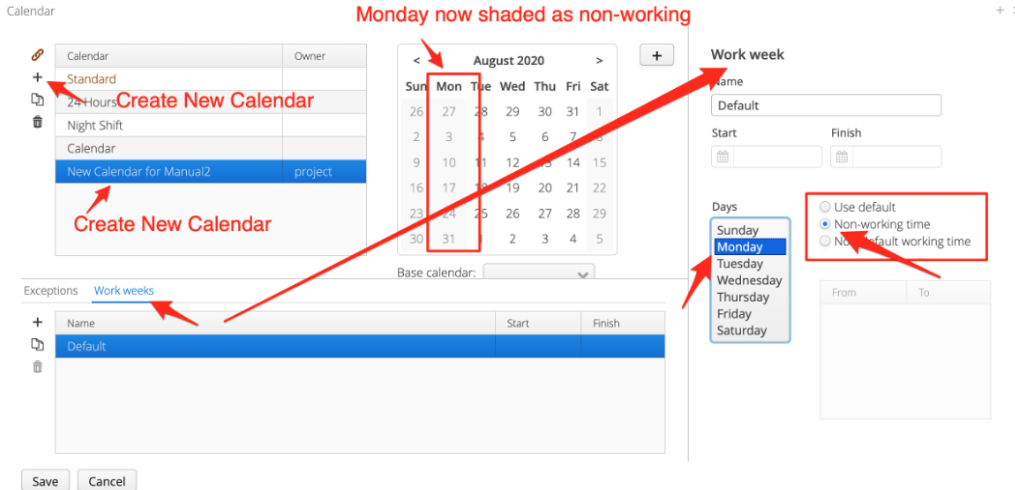 Calendar
Monday now shaded as non-working
Calendar Owner
Standard
24 Hours
Create New Calendar
Night Shift
Calendar
New Calendar for Manual2 project
Create New Calendar
< August 2020 >
Sun Mon Tue Wed Thu Fri Sat
26 27 28 29 30 31 1
2 3 4 5 6 7
9 10 11 12 13 14 15
16 17 18 19 20 21 22
23 24 25 26 27 28 29
30 31 1 2 3 4 5
Base calendar:
+
Work week
Name
Default
Start Finish
Days
Sunday
Monday
Tuesday
Wednesday
Thursday
Friday
Saturday
Use default
Non-working time
Non-default working time
From To
Exceptions Work weeks
Name Start Finish
Default
Save Cancel